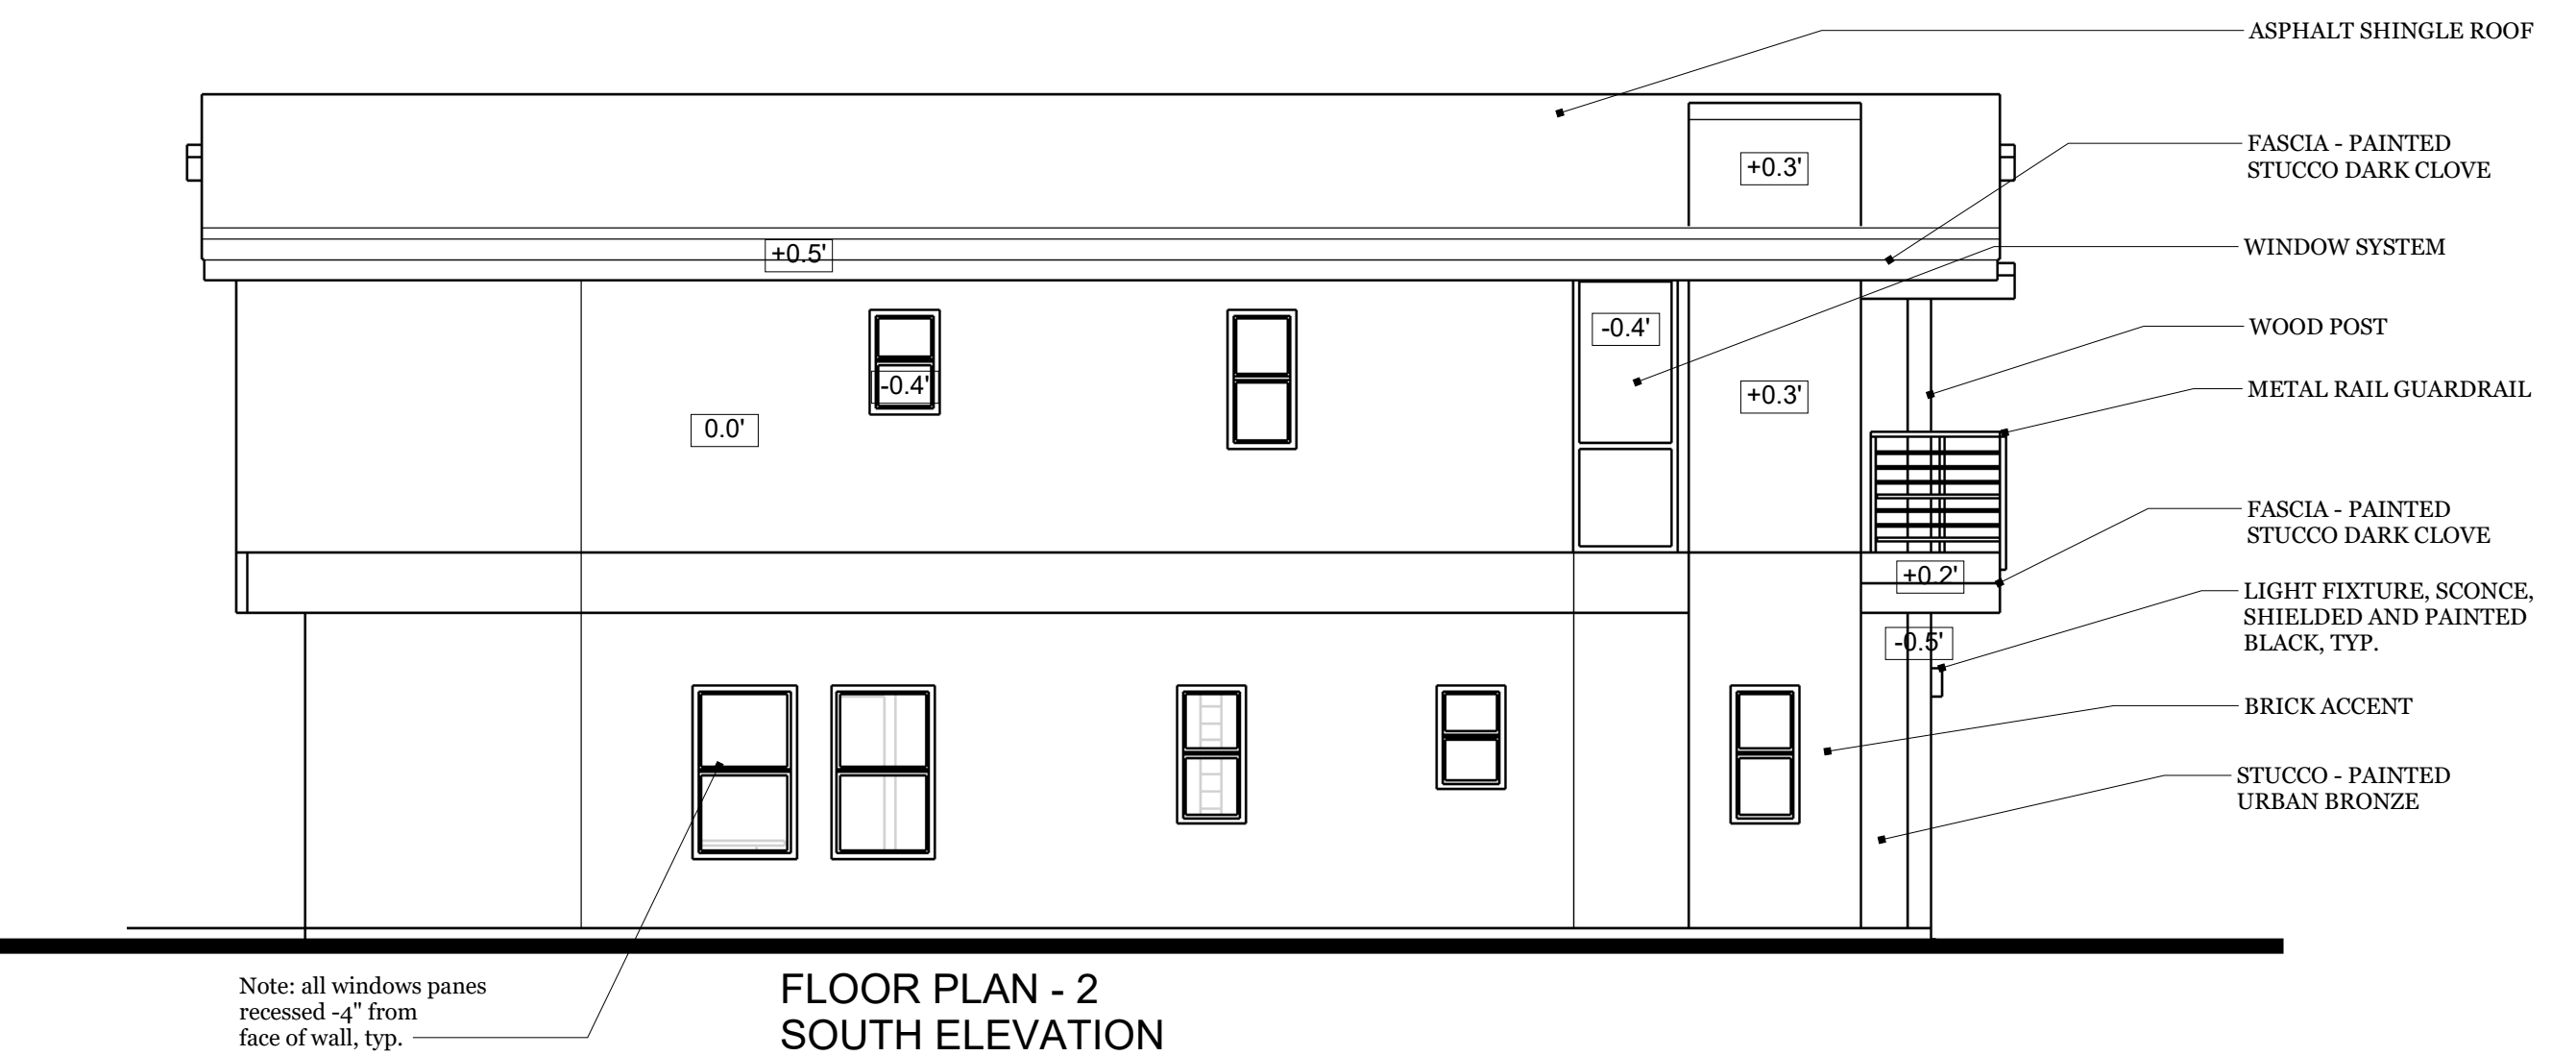 ASPHALT SHINGLE ROOF
FASCIA - PAINTED
STUCCO DARK CLOVE
+0.3'
WINDOW SYSTEM
+0.5'
WOOD POST
-0.4'
METAL RAIL GUARDRAIL
-0.4'
+0.3'
0.0'
FASCIA - PAINTED
STUCCO DARK CLOVE
+0.2'
LIGHT FIXTURE, SCONCE,
SHIELDED AND PAINTED
BLACK, TYP.
-0.5'
BRICK ACCENT
STUCCO - PAINTED
URBAN BRONZE
Note: all windows panes
recessed -4" from
face of wall, typ.
FLOOR PLAN - 2
SOUTH ELEVATION